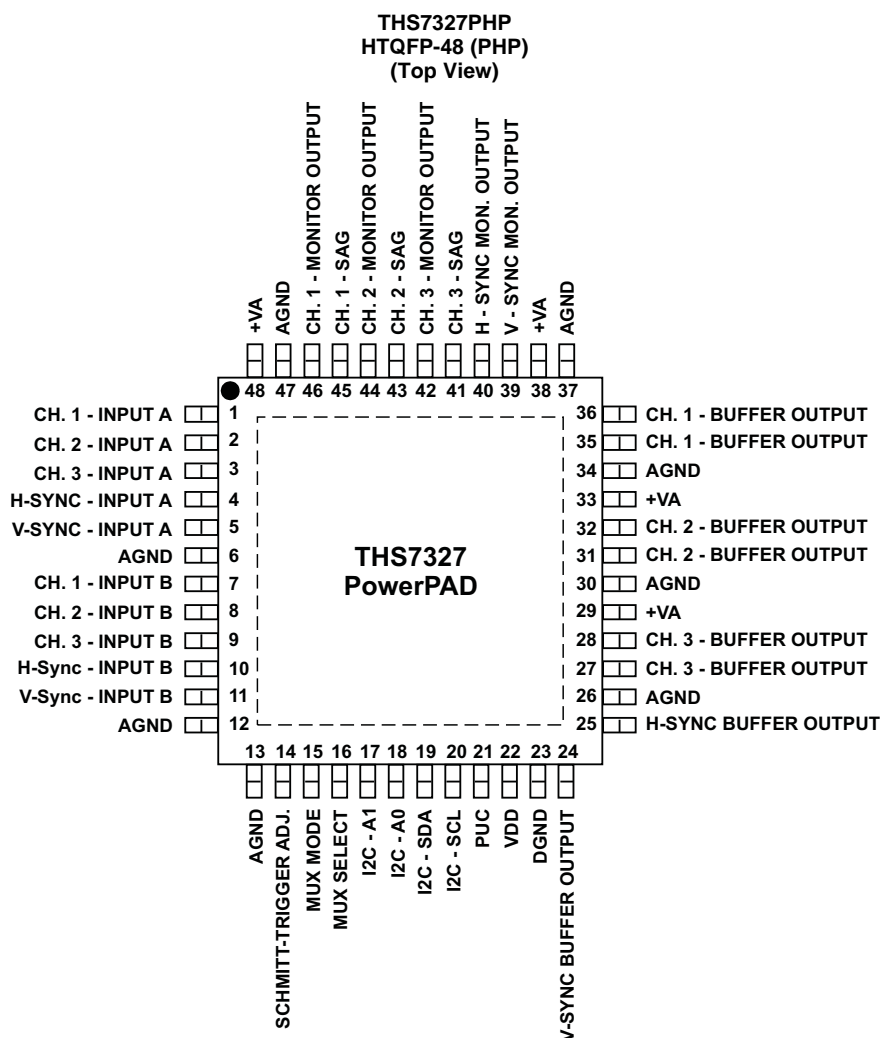 THS7327PHP
HTQFP-48 (PHP)
(Top View)
+VA
AGND
CH. 1 - MONITOR OUTPUT
CH. 1 - SAG
CH. 2 - MONITOR OUTPUT
CH. 2 - SAG
CH. 3 - MONITOR OUTPUT
CH. 3 - SAG
H - SYNC MON. OUTPUT
V - SYNC MON. OUTPUT
+VA
AGND
48 47 46 45 44 43 42 41 40 39 38 37
CH. 1 - INPUT A 1
CH. 2 - INPUT A 2
CH. 3 - INPUT A 3
H-SYNC - INPUT A 4
V-SYNC - INPUT A 5
AGND 6
CH. 1 - INPUT B 7
CH. 2 - INPUT B 8
CH. 3 - INPUT B 9
H-Sync - INPUT B 10
V-Sync - INPUT B 11
AGND 12
THS7327
PowerPAD
36 CH. 1 - BUFFER OUTPUT
35 CH. 1 - BUFFER OUTPUT
34 AGND
33 +VA
32 CH. 2 - BUFFER OUTPUT
31 CH. 2 - BUFFER OUTPUT
30 AGND
29 +VA
28 CH. 3 - BUFFER OUTPUT
27 CH. 3 - BUFFER OUTPUT
26 AGND
25 H-SYNC BUFFER OUTPUT
13 14 15 16 17 18 19 20 21 22 23 24
AGND
SCHMITT-TRIGGER ADJ.
MUX MODE
MUX SELECT
I2C - A1
I2C - A0
I2C - SDA
I2C - SCL
PUC
VDD
DGND
V-SYNC BUFFER OUTPUT